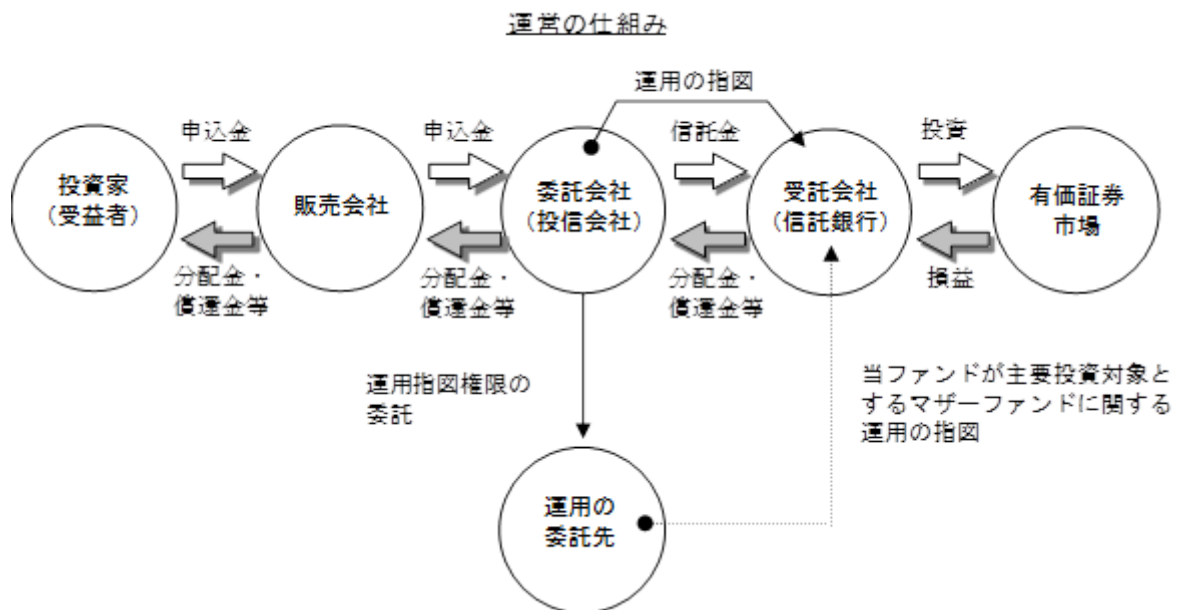 運営の仕組み
運用の指図
申込金
申込金
信託金
投資
投資家
（受益者）
販売会社
委託会社
（投信会社）
受託会社
（信託銀行）
有価証券
市場
分配金・
償還金等
分配金・
償還金等
分配金・
償還金等
損益
運用指図権限の
委託
当ファンドが主要投資対象と
するマザーファンドに関する
運用の指図
運用の
委託先